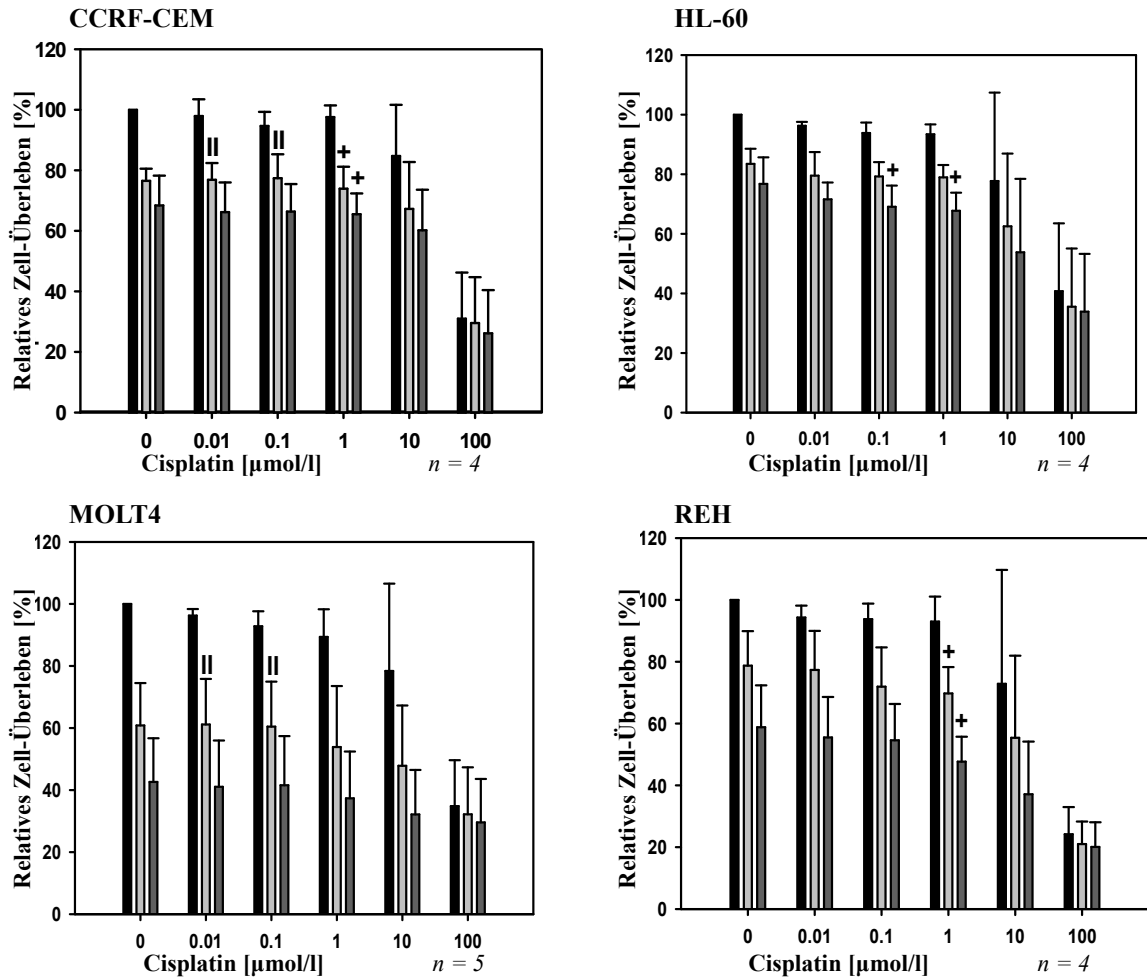 CCRF-CEM
Relatives Zell-Überleben [%]
120
100
80
60
40
20
0
|| || + +
0 0.01 0.1 1 10 100
Cisplatin [µmol/l] n = 4
HL-60
Relatives Zell-Überleben [%]
120
100
80
60
40
20
0
+ +
0 0.01 0.1 1 10 100
Cisplatin [µmol/l] n = 4
MOLT4
Relatives Zell-Überleben [%]
120
100
80
60
40
20
0
|| ||
0 0.01 0.1 1 10 100
Cisplatin [µmol/l] n = 5
REH
Relatives Zell-Überleben [%]
120
100
80
60
40
20
0
+ +
0 0.01 0.1 1 10 100
Cisplatin [µmol/l] n = 4